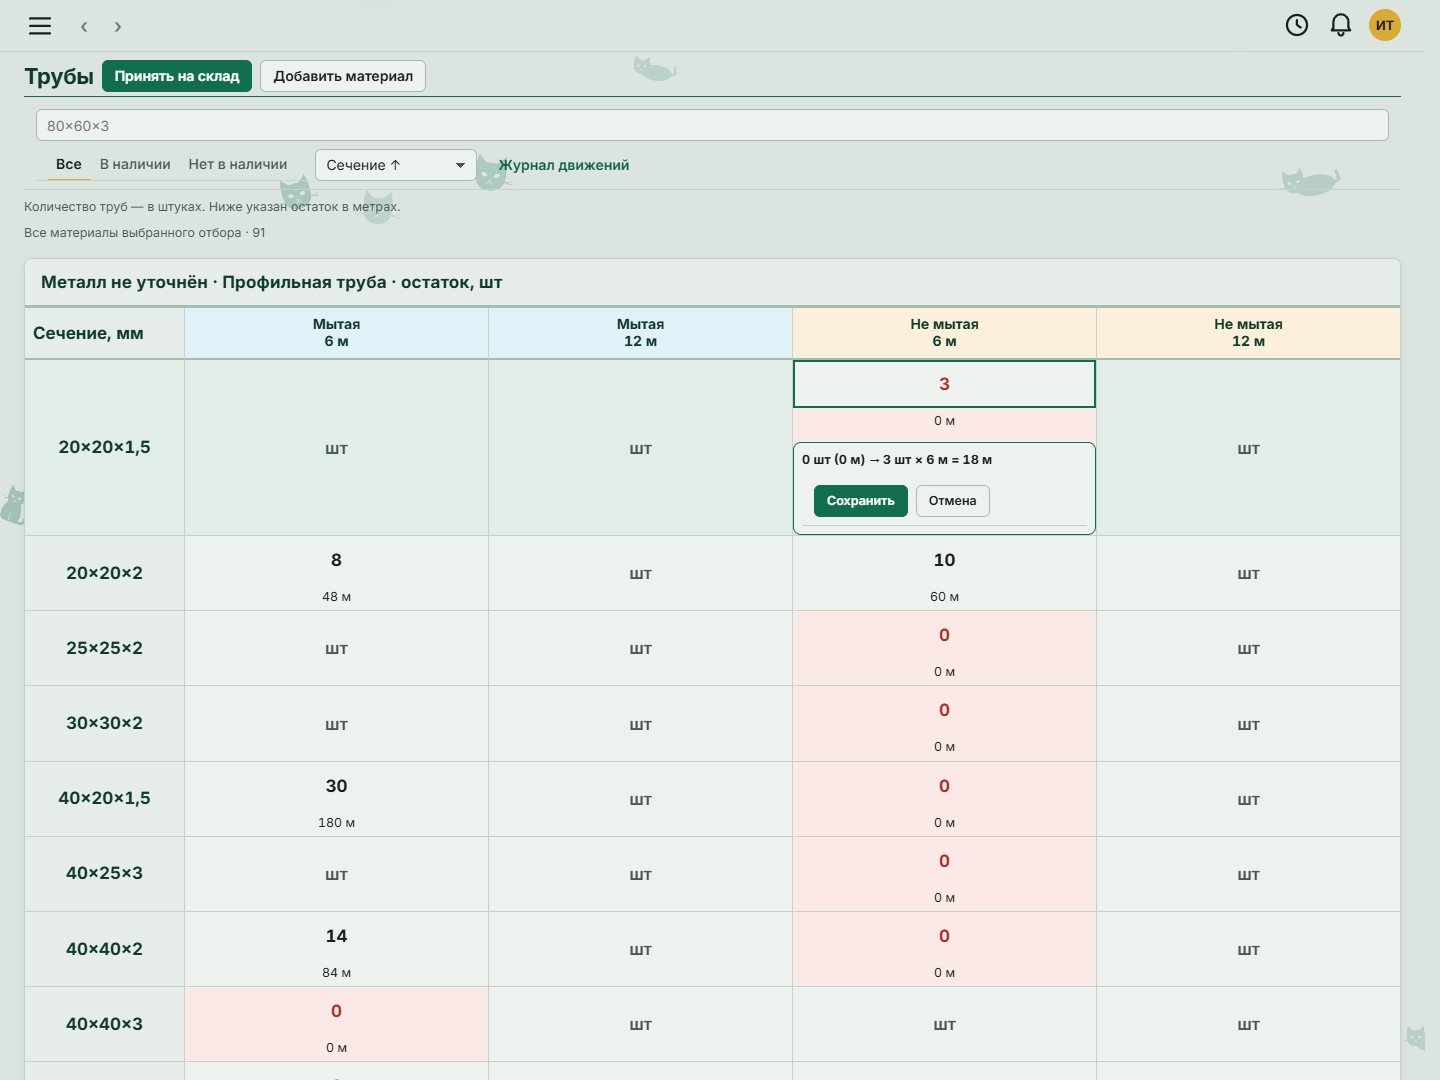 ‹ ›
ИТ
Трубы Принять на склад Добавить материал
80×60×3
Все В наличии Нет в наличии Сечение ↑ Журнал движений
Количество труб — в штуках. Ниже указан остаток в метрах.
Все материалы выбранного отбора · 91
Металл не уточнён · Профильная труба · остаток, шт
Сечение, мм
Мытая
6 м
Мытая
12 м
Не мытая
6 м
Не мытая
12 м
20×20×1,5
шт
шт
3
0 м
0 шт (0 м) → 3 шт × 6 м = 18 м
Сохранить Отмена
шт
20×20×2
8
48 м
шт
10
60 м
шт
25×25×2
шт
шт
0
0 м
шт
30×30×2
шт
шт
0
0 м
шт
40×20×1,5
30
180 м
шт
0
0 м
шт
40×25×3
шт
шт
0
0 м
шт
40×40×2
14
84 м
шт
0
0 м
шт
40×40×3
0
0 м
шт
шт
шт